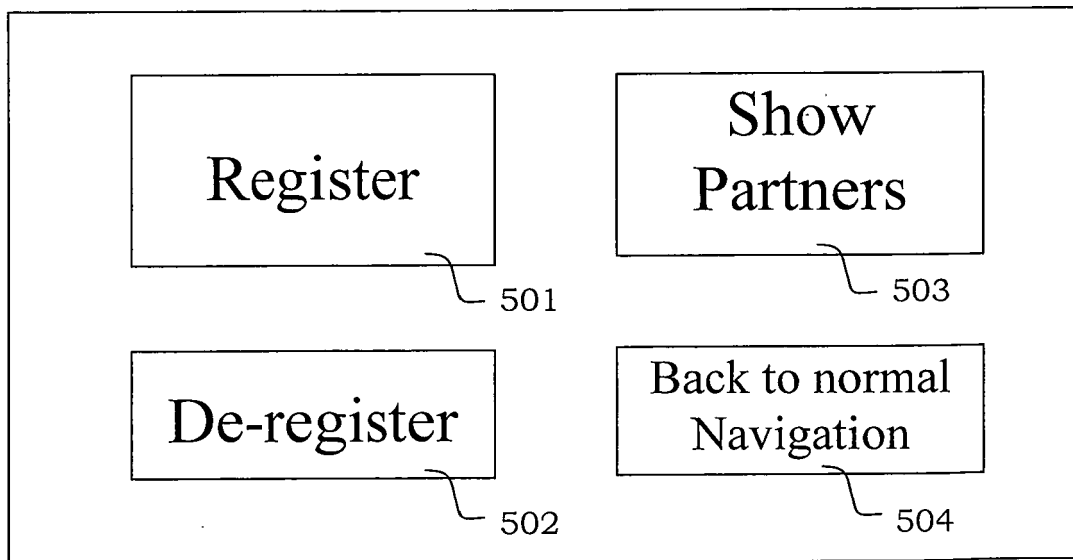 Register
501
Show
Partners
503
De-register
502
Back to normal
Navigation
504